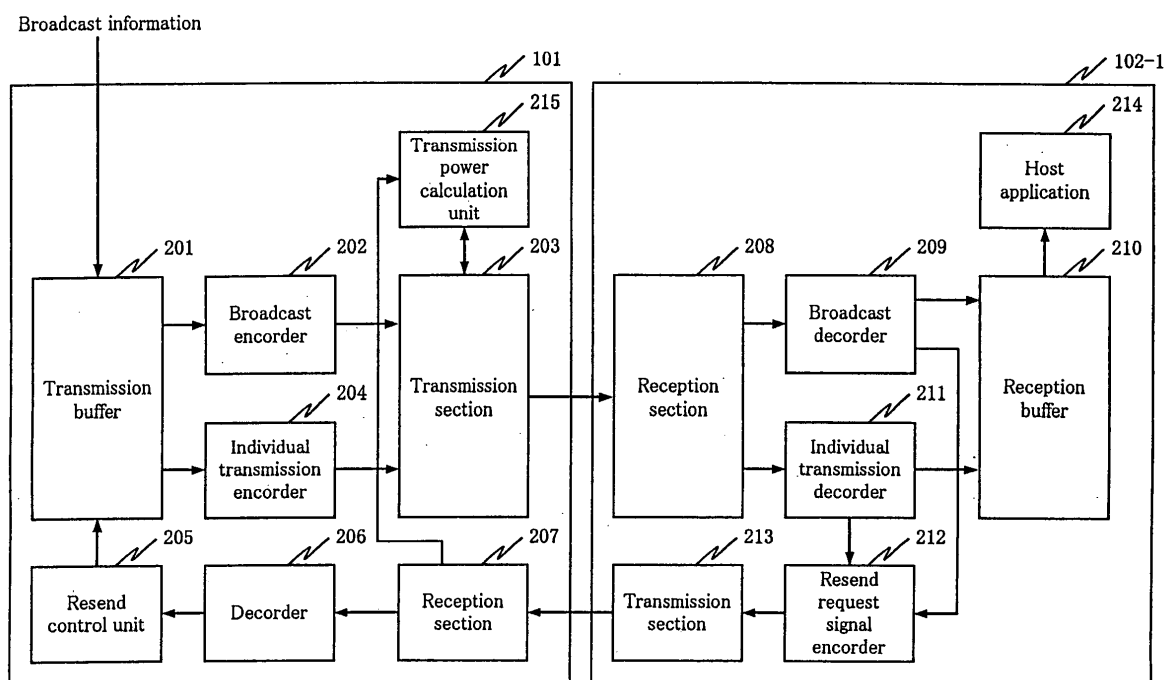 Broadcast information
101
102-1
215
214
Transmission
power
calculation
unit
Host
application
201
202
203
208
209
210
Transmission
buffer
Broadcast
encorder
Transmission
section
Reception
section
Broadcast
decorder
Reception
buffer
204
211
Individual
transmission
encorder
Individual
transmission
decorder
205
206
207
213
212
Resend
control unit
Decorder
Reception
section
Transmission
section
Resend
request
signal
encorder